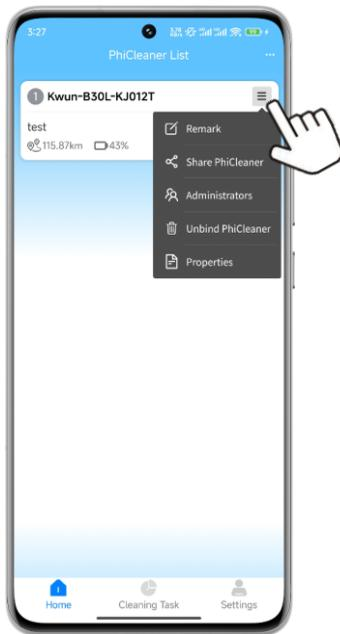 3:27
PhiCleaner List
1 Kwun-B30L-KJ012T
test
115.87km 43%
Remark
Share PhiCleaner
Administrators
Unbind PhiCleaner
Properties
Home
Cleaning Task
Settings